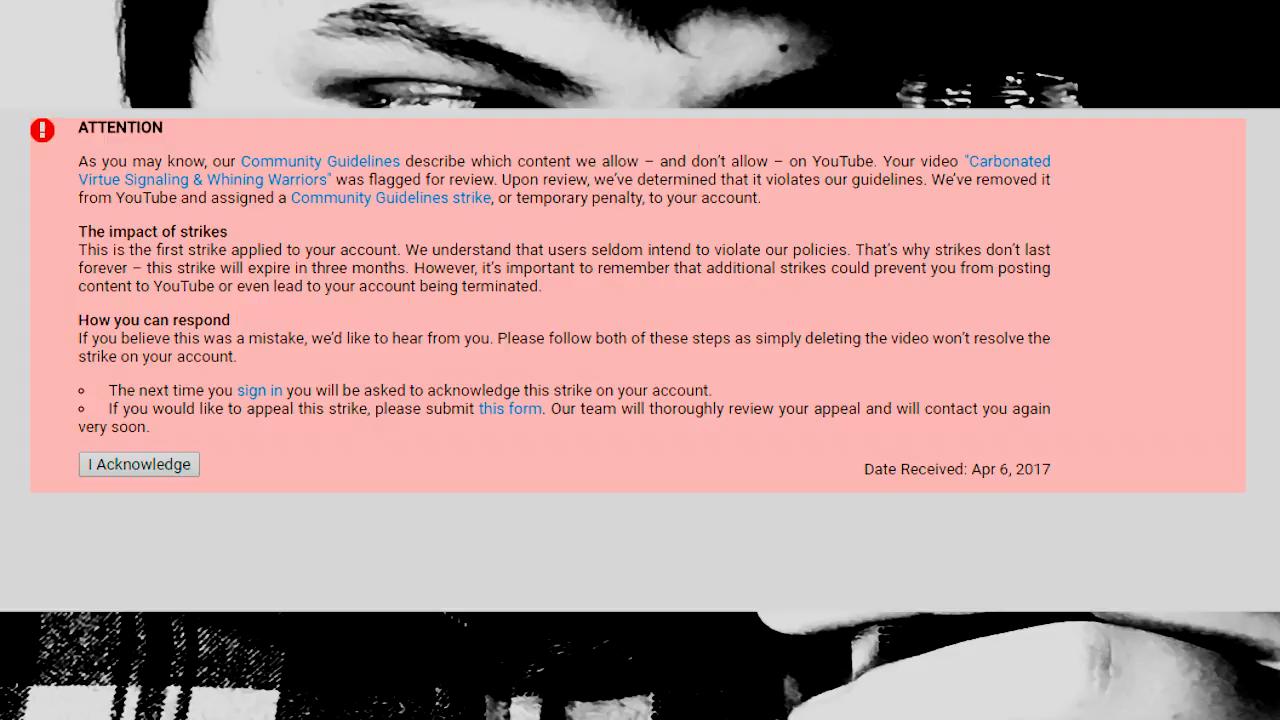 ATTENTION
As you may know, our Community Guidelines describe which content we allow – and don't allow – on YouTube. Your video "Carbonated
Virtue Signaling & Whining Warriors" was flagged for review. Upon review, we've determined that it violates our guidelines. We've removed it
from YouTube and assigned a Community Guidelines strike, or temporary penalty, to your account.
The impact of strikes
This is the first strike applied to your account. We understand that users seldom intend to violate our policies. That's why strikes don't last
forever – this strike will expire in three months. However, it's important to remember that additional strikes could prevent you from posting
content to YouTube or even lead to your account being terminated.
How you can respond
If you believe this was a mistake, we'd like to hear from you. Please follow both of these steps as simply deleting the video won't resolve the
strike on your account.
The next time you sign in you will be asked to acknowledge this strike on your account.
If you would like to appeal this strike, please submit this form. Our team will thoroughly review your appeal and will contact you again
very soon.
I Acknowledge
Date Received: Apr 6, 2017